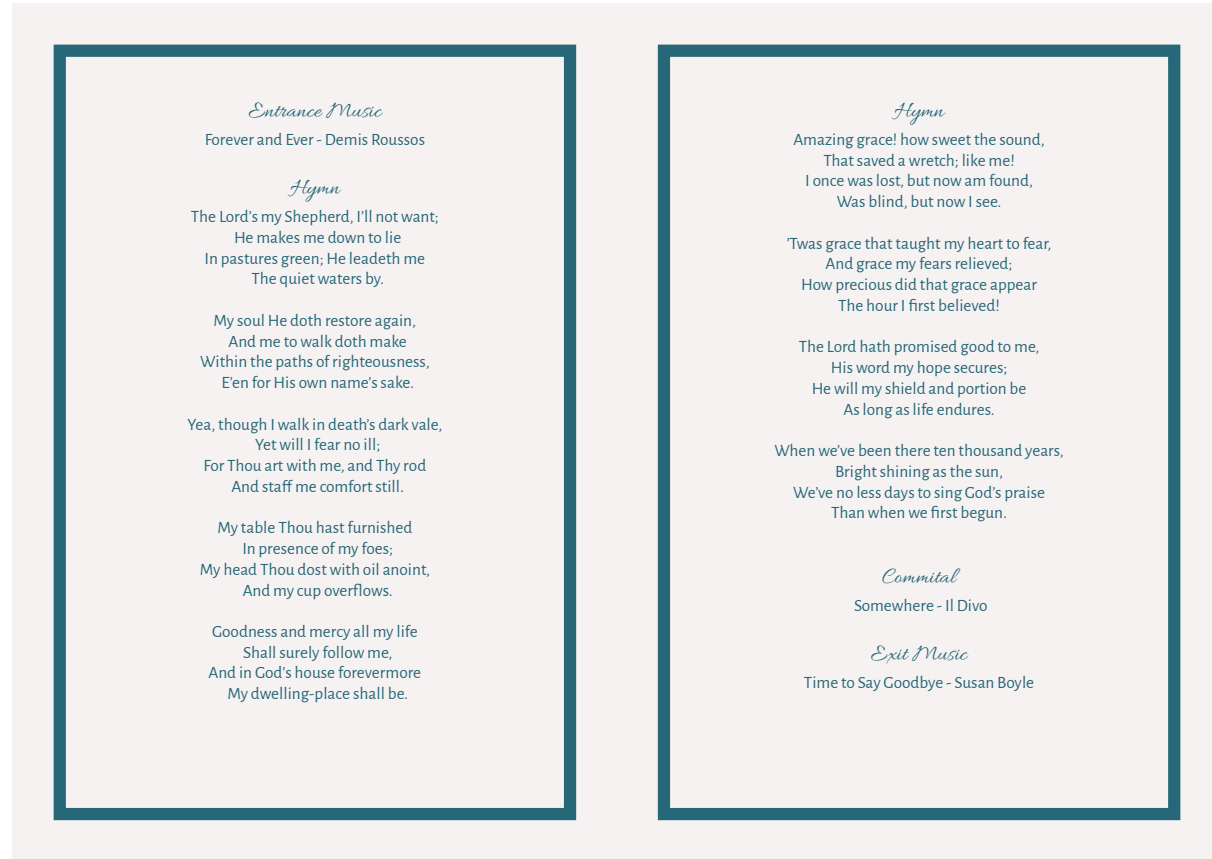 Entrance Music
Forever and Ever - Demis Roussos
Hymn
The Lord's my Shepherd, I'll not want;
He makes me down to lie
In pastures green; He leadeth me
The quiet waters by.
My soul He doth restore again,
And me to walk doth make
Within the paths of righteousness,
E'en for His own name's sake.
Yea, though I walk in death's dark vale,
Yet will I fear no ill;
For Thou art with me, and Thy rod
And staff me comfort still.
My table Thou hast furnished
In presence of my foes;
My head Thou dost with oil anoint,
And my cup overflows.
Goodness and mercy all my life
Shall surely follow me,
And in God's house forevermore
My dwelling-place shall be.
Hymn
Amazing grace! how sweet the sound,
That saved a wretch; like me!
I once was lost, but now am found,
Was blind, but now I see.
'Twas grace that taught my heart to fear,
And grace my fears relieved;
How precious did that grace appear
The hour I first believed!
The Lord hath promised good to me,
His word my hope secures;
He will my shield and portion be
As long as life endures.
When we've been there ten thousand years,
Bright shining as the sun,
We've no less days to sing God's praise
Than when we first begun.
Commital
Somewhere - Il Divo
Exit Music
Time to Say Goodbye - Susan Boyle